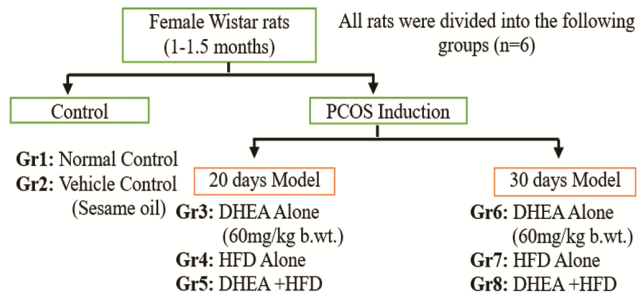 Female Wistar rats
(1-1.5 months)
All rats were divided into the following
groups (n=6)
Control
PCOS Induction
Gr1: Normal Control
Gr2: Vehicle Control
(Sesame oil)
20 days Model
Gr3: DHEA Alone
(60mg/kg b.wt.)
Gr4: HFD Alone
Gr5: DHEA +HFD
30 days Model
Gr6: DHEA Alone
(60mg/kg b.wt.)
Gr7: HFD Alone
Gr8: DHEA +HFD